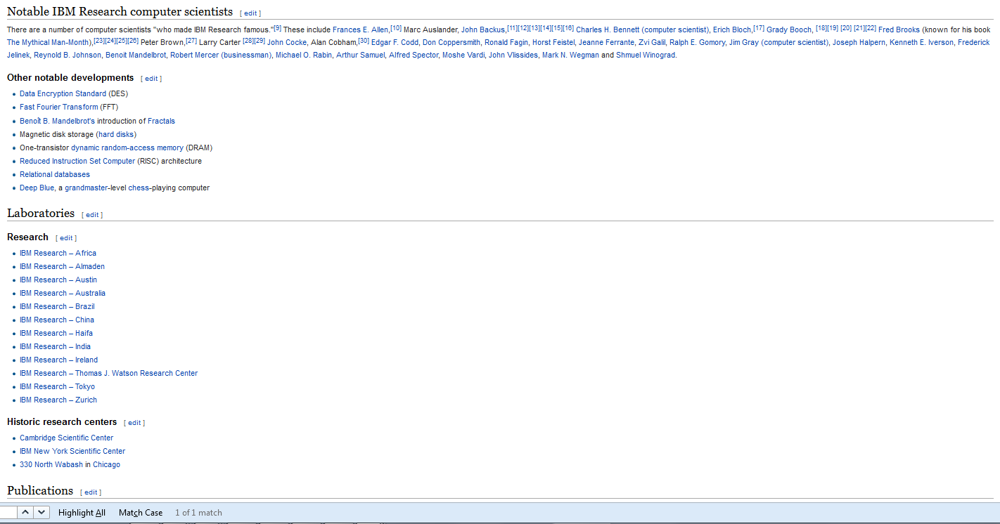 Notable IBM Research computer scientists [ edit ]
There are a number of computer scientists "who made IBM Research famous."[9] These include Frances E. Allen,[10] Marc Auslander, John Backus,[11][12][13][14][15][16] Charles H. Bennett (computer scientist), Erich Bloch,[17] Grady Booch, [18][19] [20] [21][22] Fred Brooks (known for his book
The Mythical Man-Month),[23][24][25][26] Peter Brown,[27] Larry Carter [28][29] John Cocke, Alan Cobham,[30] Edgar F. Codd, Don Coppersmith, Ronald Fagin, Horst Feistel, Jeanne Ferrante, Zvi Galil, Ralph E. Gomory, Jim Gray (computer scientist), Joseph Halpern, Kenneth E. Iverson, Frederick
Jelinek, Reynold B. Johnson, Benoit Mandelbrot, Robert Mercer (businessman), Michael O. Rabin, Arthur Samuel, Alfred Spector, Moshe Vardi, John Vlissides, Mark N. Wegman and Shmuel Winograd.
Other notable developments [ edit ]
• Data Encryption Standard (DES)
• Fast Fourier Transform (FFT)
• Benoît B. Mandelbrot's introduction of Fractals
• Magnetic disk storage (hard disks)
• One-transistor dynamic random-access memory (DRAM)
• Reduced Instruction Set Computer (RISC) architecture
• Relational databases
• Deep Blue, a grandmaster-level chess-playing computer
Laboratories [ edit ]
Research [ edit ]
• IBM Research – Africa
• IBM Research – Almaden
• IBM Research – Austin
• IBM Research – Australia
• IBM Research – Brazil
• IBM Research – China
• IBM Research – Haifa
• IBM Research – India
• IBM Research – Ireland
• IBM Research – Thomas J. Watson Research Center
• IBM Research – Tokyo
• IBM Research – Zurich
Historic research centers [ edit ]
• Cambridge Scientific Center
• IBM New York Scientific Center
• 330 North Wabash in Chicago
Publications [ edit ]
Highlight All Match Case 1 of 1 match